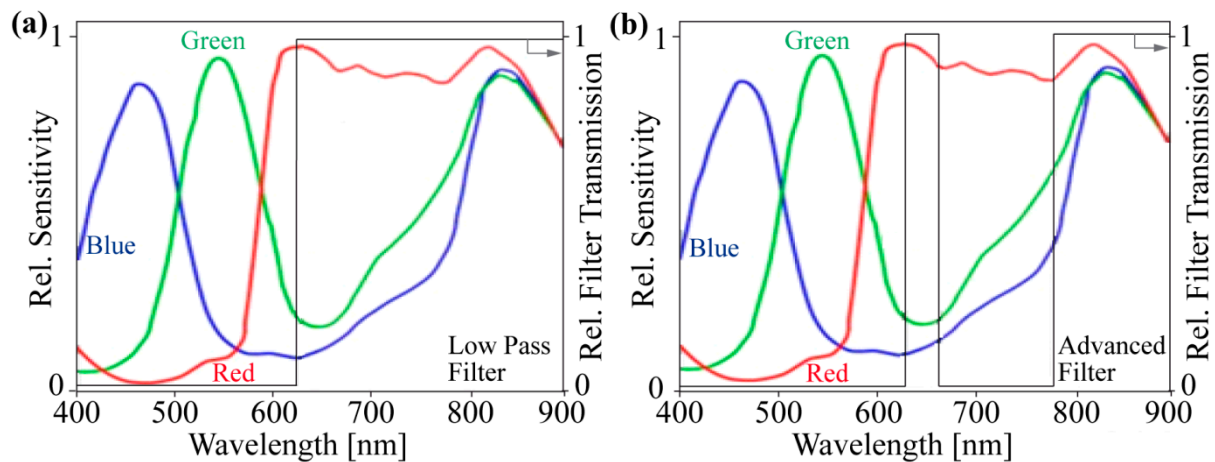 (a)
1
Green
1
Rel. Sensitivity
Blue
Red
Low Pass
Filter
Rel. Filter Transmission
0
0
400 500 600 700 800 900
Wavelength [nm]
(b)
1
Green
1
Rel. Sensitivity
Blue
Red
Advanced
Filter
Rel. Filter Transmission
0
0
400 500 600 700 800 900
Wavelength [nm]